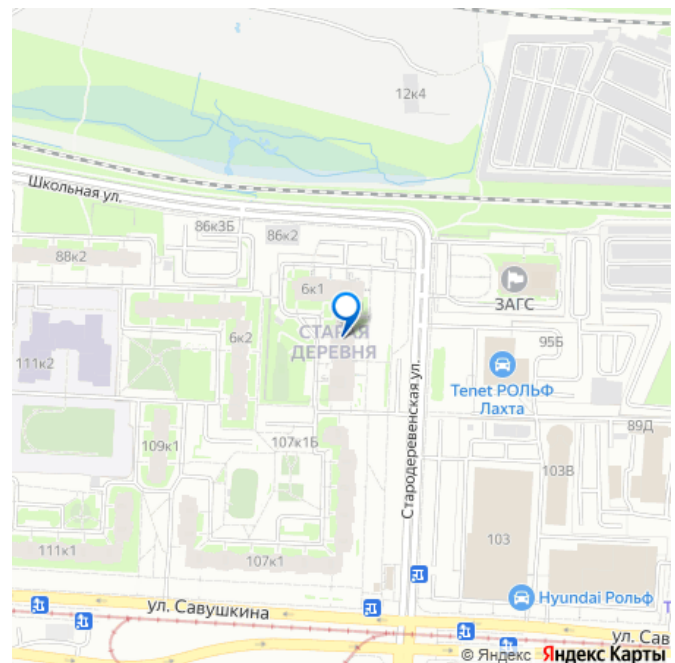 12к4
Школьная ул.
86к3Б
86к2
88к2
6к1
ЗАГС
СТАРАЯ
ДЕРЕВНЯ
6к2
95Б
111к2
Tenet РОЛЬФ
Лахта
Стародеревенская ул.
89Д
109к1
107к1Б
103В
103
111к1
107к1
Hyundai Рольф
ул. Савушкина
ул. Сав
© Яндекс Яндекс Карты